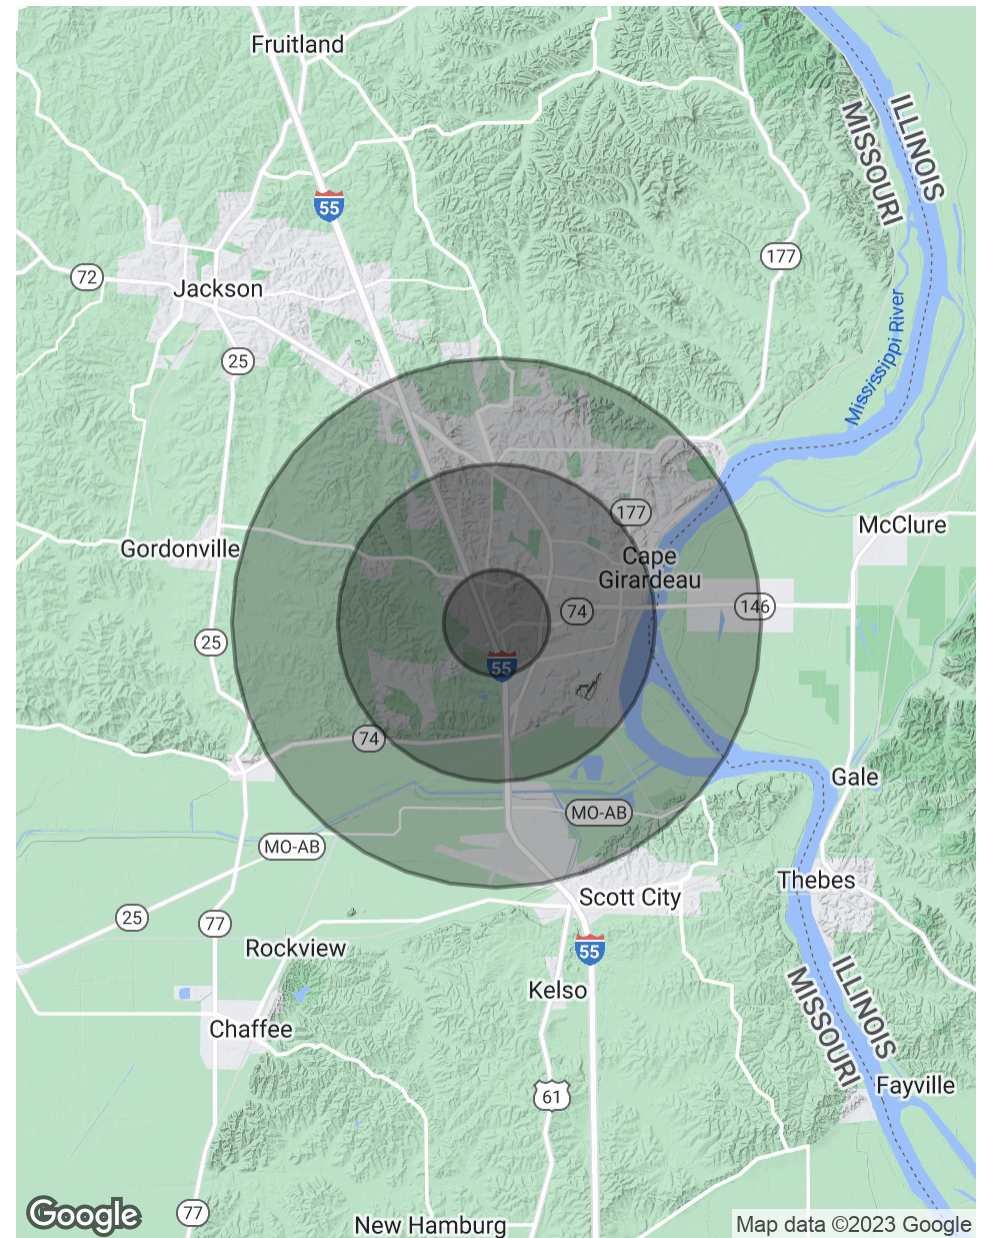 Fruitland
ILLINOIS
MISSOURI
55
177
72
Jackson
Mississippi River
25
177
McClure
Gordonville
Cape
Girardeau
74
146
25
55
74
Gale
MO-AB
MO-AB
Thebes
Scott City
25
77
Rockview
55
ILLINOIS
MISSOURI
Kelso
Chaffee
Fayville
61
77
New Hamburg
Google
Map data ©2023 Google